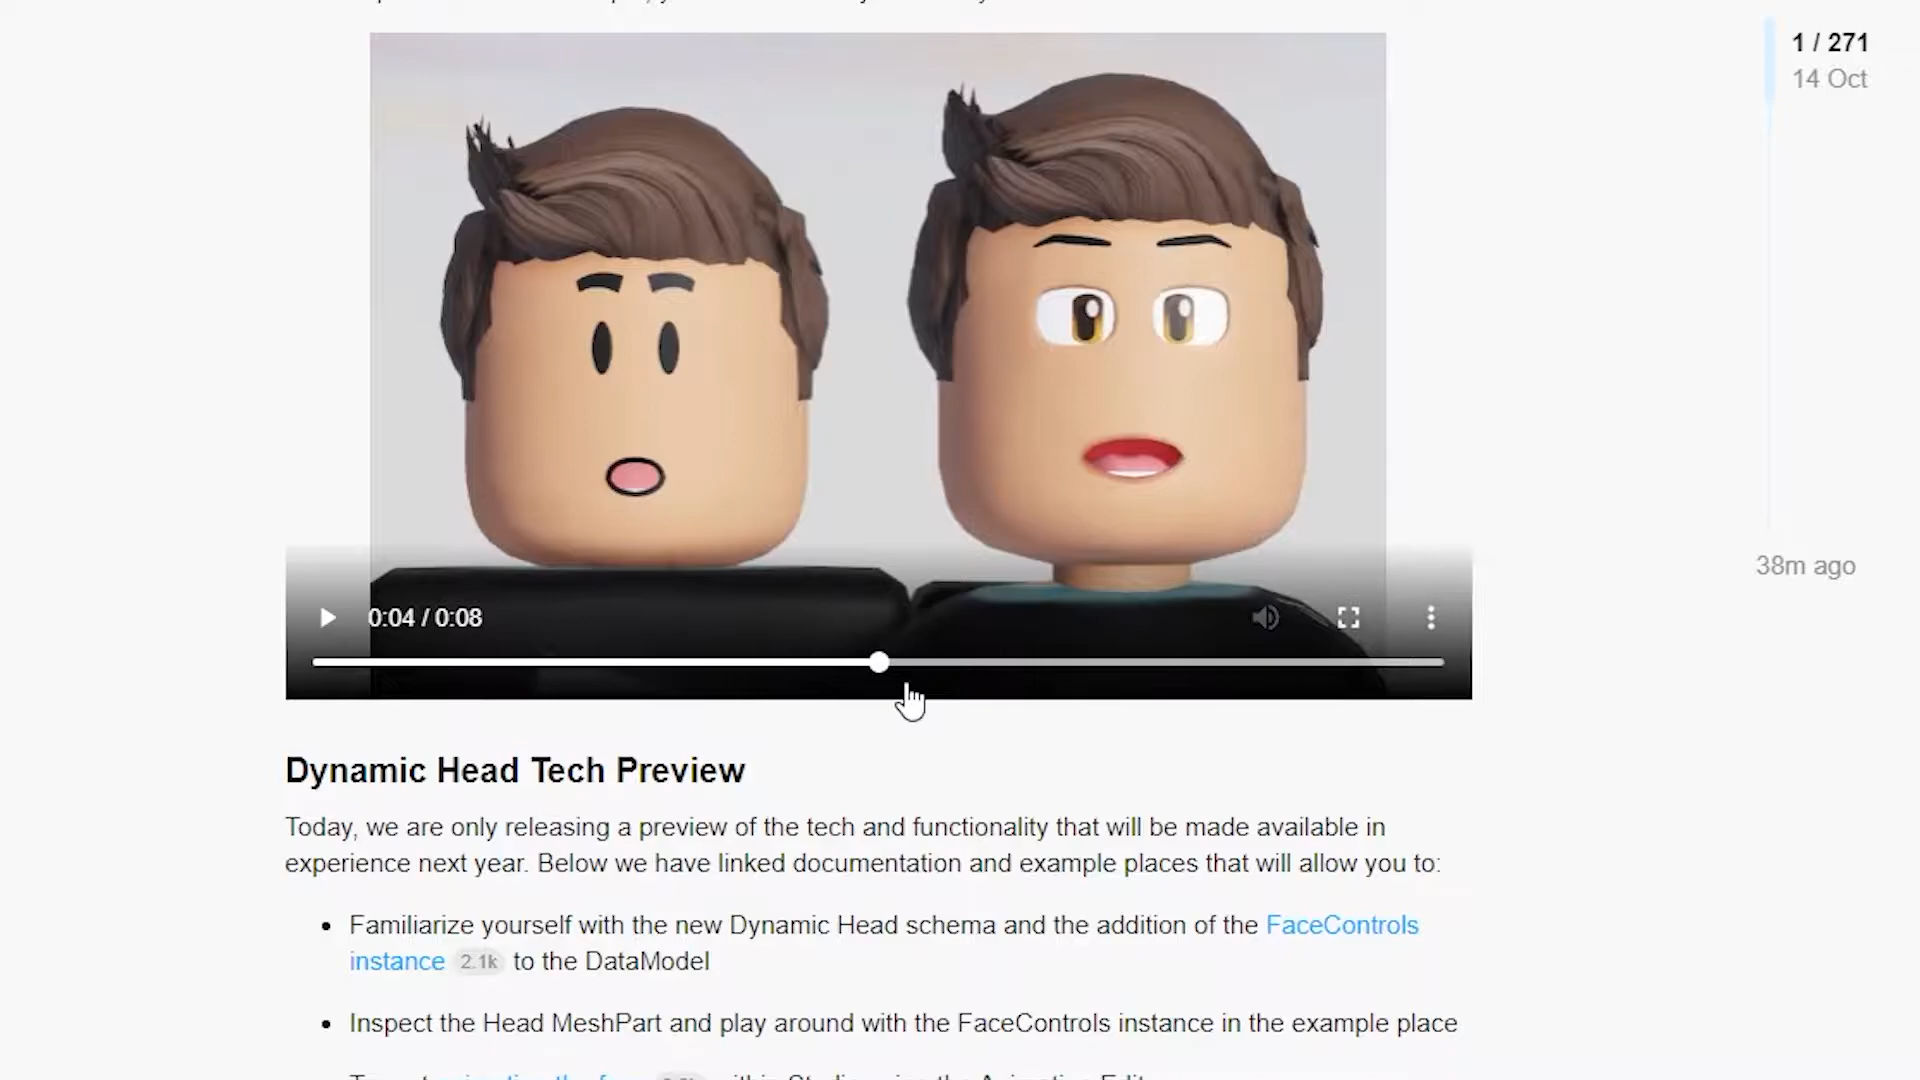 1 / 271
14 Oct
38m ago
0:04 / 0:08
Dynamic Head Tech Preview
Today, we are only releasing a preview of the tech and functionality that will be made available in
experience next year. Below we have linked documentation and example places that will allow you to:
• Familiarize yourself with the new Dynamic Head schema and the addition of the FaceControls
instance 2.1k to the DataModel
• Inspect the Head MeshPart and play around with the FaceControls instance in the example place